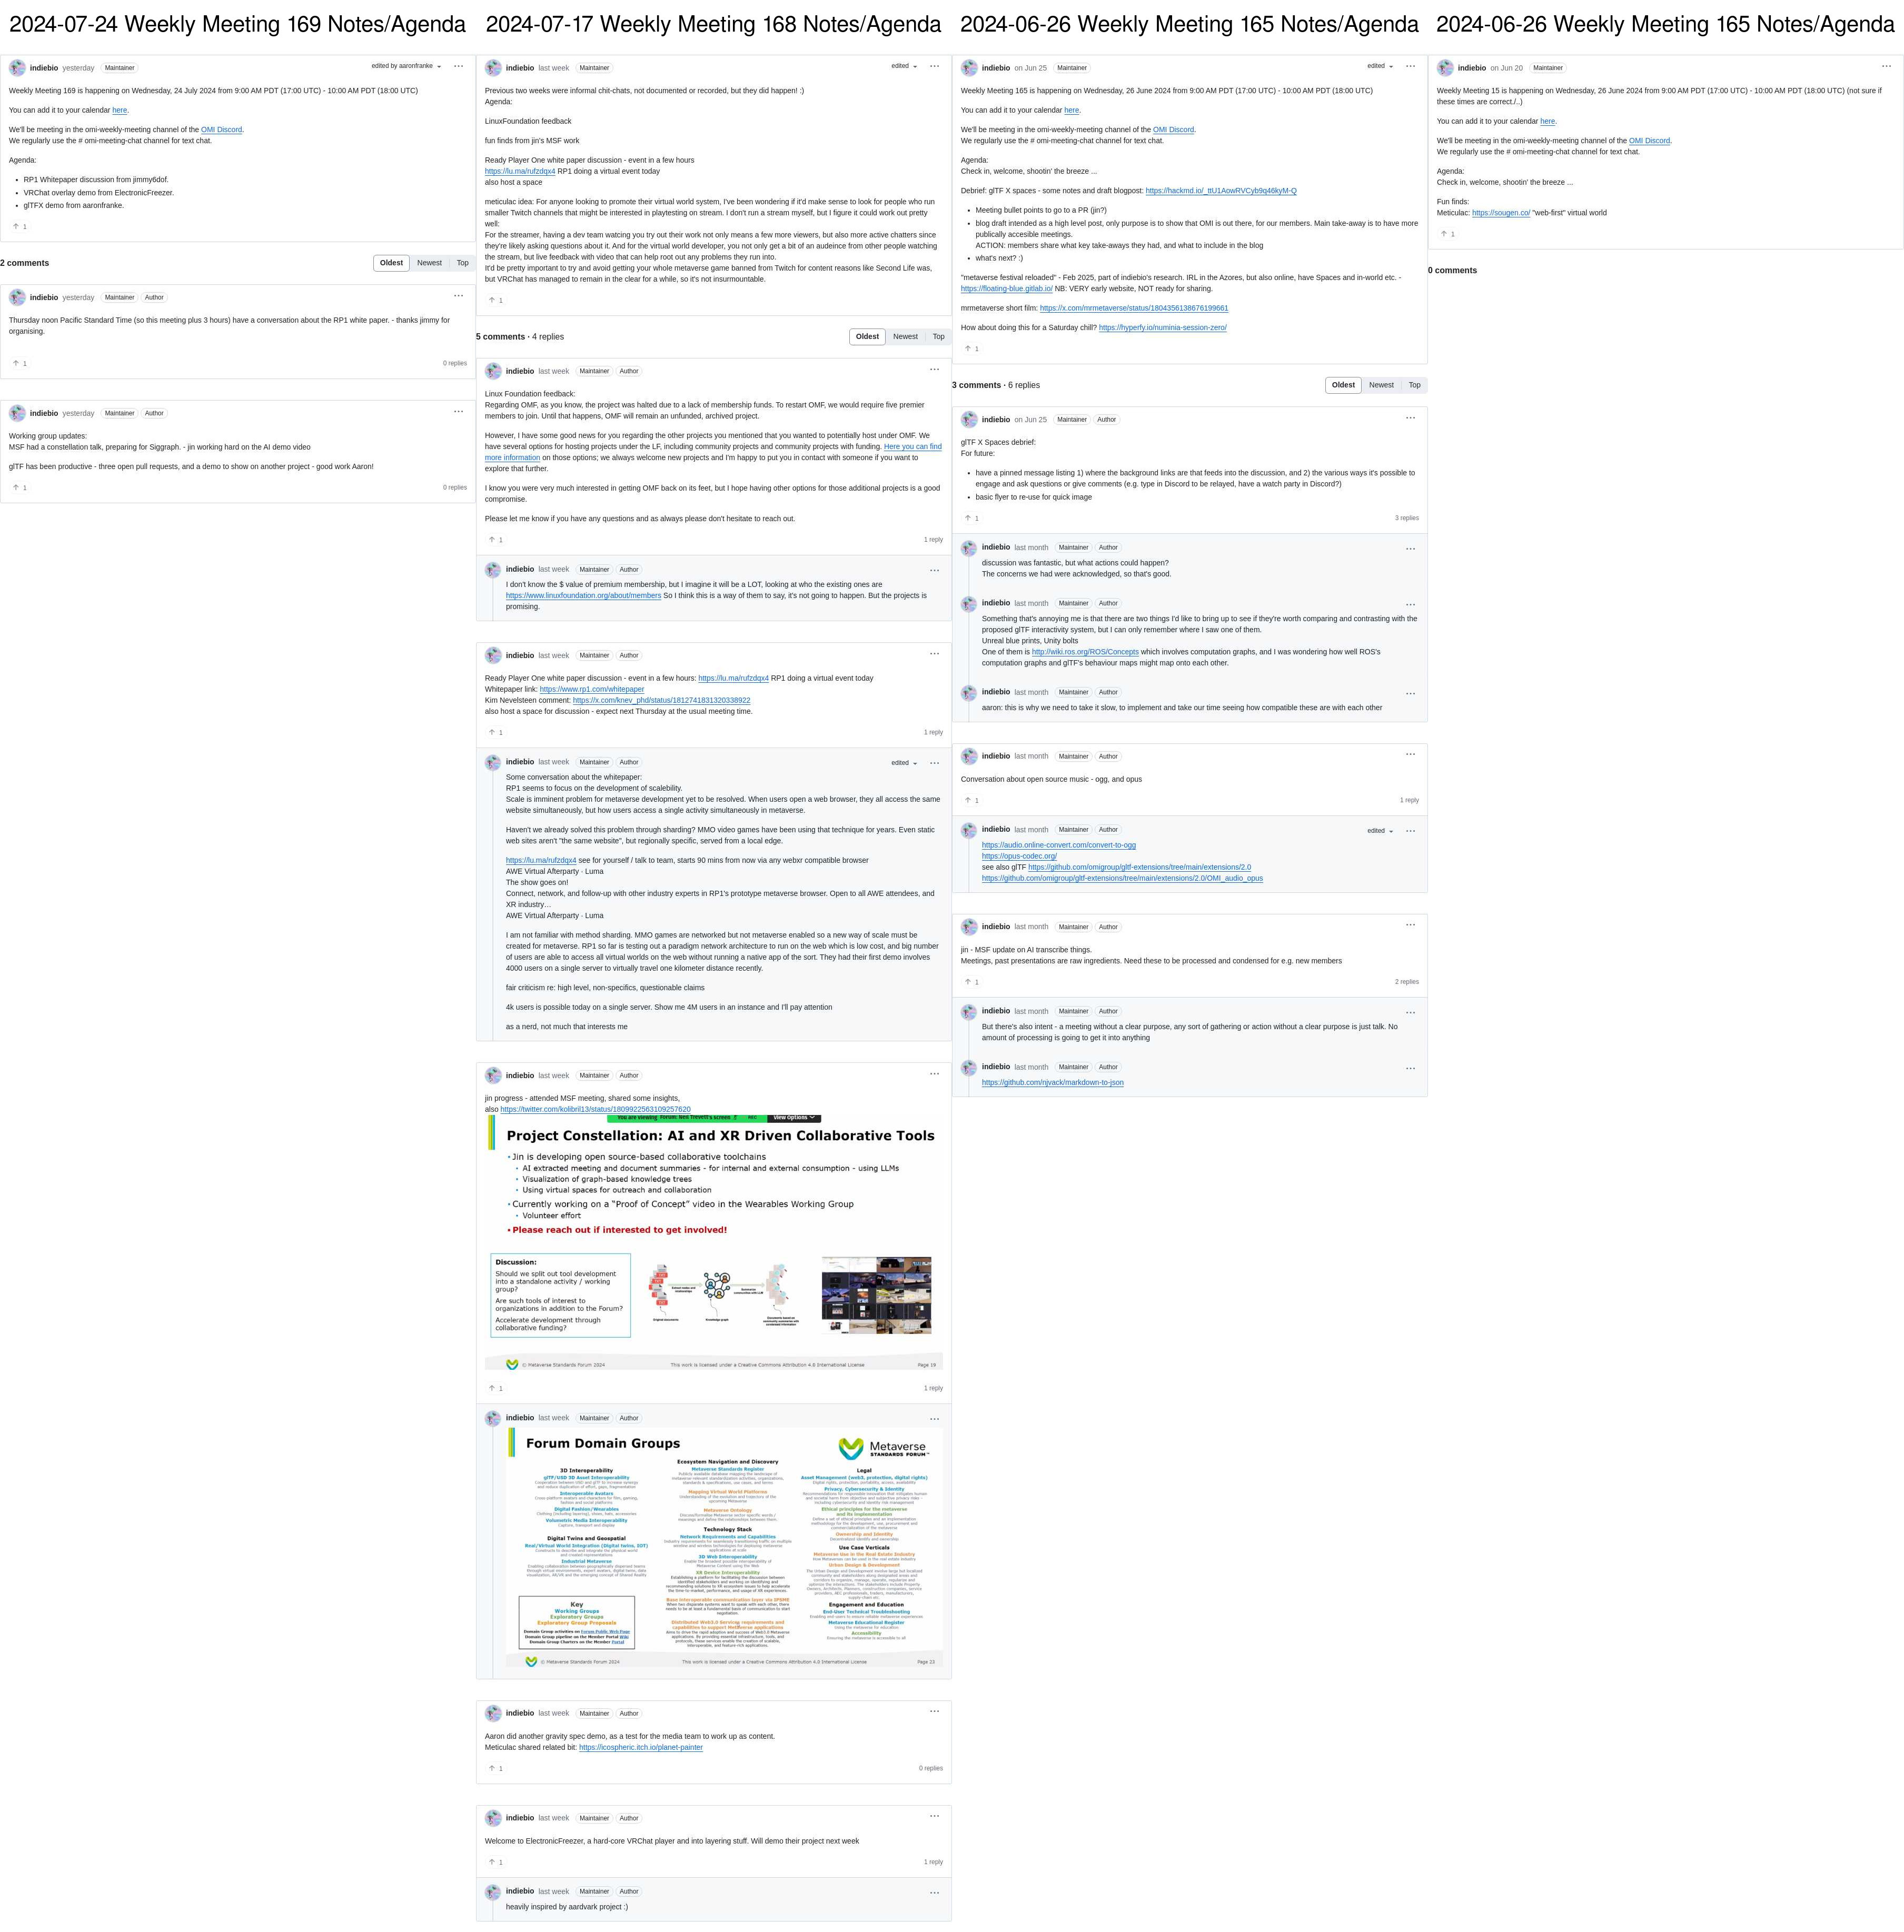 2024-07-24 Weekly Meeting 169 Notes/Agenda
indiebio yesterday Maintainer edited by aaronfranke
Weekly Meeting 169 is happening on Wednesday, 24 July 2024 from 9:00 AM PDT (17:00 UTC) - 10:00 AM PDT (18:00 UTC)
You can add it to your calendar here.
We'll be meeting in the omi-weekly-meeting channel of the OMI Discord.
We regularly use the # omi-meeting-chat channel for text chat.
Agenda:
• RP1 Whitepaper discussion from jimmy6dof.
• VRChat overlay demo from ElectronicFreezer.
• glTFX demo from aaronfranke.
↑ 1
2 comments
Oldest Newest Top
indiebio yesterday Maintainer Author
Thursday noon Pacific Standard Time (so this meeting plus 3 hours) have a conversation about the RP1 white paper. - thanks jimmy for
organising.
↑ 1 0 replies
indiebio yesterday Maintainer Author
Working group updates:
MSF had a constellation talk, preparing for Siggraph. - jin working hard on the AI demo video
glTF has been productive - three open pull requests, and a demo to show on another project - good work Aaron!
↑ 1 0 replies
2024-07-17 Weekly Meeting 168 Notes/Agenda
indiebio last week Maintainer edited
Previous two weeks were informal chit-chats, not documented or recorded, but they did happen! :)
Agenda:
LinuxFoundation feedback
fun finds from jin's MSF work
Ready Player One white paper discussion - event in a few hours
https://lu.ma/rufzdqx4 RP1 doing a virtual event today
also host a space
meticulac idea: For anyone looking to promote their virtual world system, I've been wondering if it'd make sense to look for people who run
smaller Twitch channels that might be interested in playtesting on stream. I don't run a stream myself, but I figure it could work out pretty
well:
For the streamer, having a dev team watcing you try out their work not only means a few more viewers, but also more active chatters since
they're likely asking questions about it. And for the virtual world developer, you not only get a bit of an audeince from other people watching
the stream, but live feedback with video that can help root out any problems they run into.
It'd be pretty important to try and avoid getting your whole metaverse game banned from Twitch for content reasons like Second Life was,
but VRChat has managed to remain in the clear for a while, so it's not insurmountable.
↑ 1
5 comments · 4 replies
Oldest Newest Top
indiebio last week Maintainer Author
Linux Foundation feedback:
Regarding OMF, as you know, the project was halted due to a lack of membership funds. To restart OMF, we would require five premier
members to join. Until that happens, OMF will remain an unfunded, archived project.
However, I have some good news for you regarding the other projects you mentioned that you wanted to potentially host under OMF. We
have several options for hosting projects under the LF, including community projects and community projects with funding. Here you can find
more information on those options; we always welcome new projects and I'm happy to put you in contact with someone if you want to
explore that further.
I know you were very much interested in getting OMF back on its feet, but I hope having other options for those additional projects is a good
compromise.
Please let me know if you have any questions and as always please don't hesitate to reach out.
↑ 1 1 reply
indiebio last week Maintainer Author
I don't know the $ value of premium membership, but I imagine it will be a LOT, looking at who the existing ones are
https://www.linuxfoundation.org/about/members So I think this is a way of them to say, it's not going to happen. But the projects is
promising.
indiebio last week Maintainer Author
Ready Player One white paper discussion - event in a few hours: https://lu.ma/rufzdqx4 RP1 doing a virtual event today
Whitepaper link: https://www.rp1.com/whitepaper
Kim Nevelsteen comment: https://x.com/knev_phd/status/1812741831320338922
also host a space for discussion - expect next Thursday at the usual meeting time.
↑ 1 1 reply
indiebio last week Maintainer Author edited
Some conversation about the whitepaper:
RP1 seems to focus on the development of scalebility.
Scale is imminent problem for metaverse development yet to be resolved. When users open a web browser, they all access the same
website simultaneously, but how users access a single activity simultaneously in metaverse.
Haven't we already solved this problem through sharding? MMO video games have been using that technique for years. Even static
web sites aren't "the same website", but regionally specific, served from a local edge.
https://lu.ma/rufzdqx4 see for yourself / talk to team, starts 90 mins from now via any webxr compatible browser
AWE Virtual Afterparty · Luma
The show goes on!
Connect, network, and follow-up with other industry experts in RP1's prototype metaverse browser. Open to all AWE attendees, and
XR industry…
AWE Virtual Afterparty · Luma
I am not familiar with method sharding. MMO games are networked but not metaverse enabled so a new way of scale must be
created for metaverse. RP1 so far is testing out a paradigm network architecture to run on the web which is low cost, and big number
of users are able to access all virtual worlds on the web without running a native app of the sort. They had their first demo involves
4000 users on a single server to virtually travel one kilometer distance recently.
fair criticism re: high level, non-specifics, questionable claims
4k users is possible today on a single server. Show me 4M users in an instance and I'll pay attention
as a nerd, not much that interests me
indiebio last week Maintainer Author
jin progress - attended MSF meeting, shared some insights,
also https://twitter.com/kolibril13/status/1809922563109257620
You are viewing Forum: Neil Trevett's screen View Options
Project Constellation: AI and XR Driven Collaborative Tools
• Jin is developing open source-based collaborative toolchains
• AI extracted meeting and document summaries - for internal and external consumption - using LLMs
• Visualization of graph-based knowledge trees
• Using virtual spaces for outreach and collaboration
• Currently working on a "Proof of Concept" video in the Wearables Working Group
• Volunteer effort
• Please reach out if interested to get involved!
Discussion:
Should we split out tool development
into a standalone activity / working
group?
Are such tools of interest to
organizations in addition to the Forum?
Accelerate development through
collaborative funding?
Original documents
Knowledge graph
© Metaverse Standards Forum 2024 This work is licensed under a Creative Commons Attribution 4.0 International License Page 19
↑ 1 1 reply
indiebio last week Maintainer Author
Forum Domain Groups
Metaverse
STANDARDS FORUM™
3D Interoperability
glTF/USD 3D Asset Interoperability
Interoperable Avatars
Digital Fashion/Wearables
Volumetric Media Interoperability
Digital Twins and Geospatial
Real/Virtual World Integration (Digital twins, IOT)
Industrial Metaverse
Key
Working Groups
Exploratory Groups
Exploratory Group Proposals
Domain Group activities on Forum Public Web Page
Domain Group pipeline on the Member Portal Wiki
Domain Group Charters on the Member Portal
Ecosystem Navigation and Discovery
Metaverse Standards Register
Mapping Virtual World Platforms
Metaverse Ontology
Technology Stack
Network Requirements and Capabilities
3D Web Interoperability
XR Device Interoperability
Base interoperable communication layer via IPSME
Distributed Web3.0 Services requirements and
capabilities to support Metaverse applications
Legal
Asset Management (web3, protection, digital rights)
Privacy, Cybersecurity & Identity
Ethical principles for the metaverse
and its implementation
Ownership and Identity
Use Case Verticals
Metaverse Use in the Real Estate Industry
Urban Design & Development
Engagement and Education
End-User Technical Troubleshooting
Metaverse Educational Register
Accessibility
© Metaverse Standards Forum 2024 This work is licensed under a Creative Commons Attribution 4.0 International License Page 23
indiebio last week Maintainer Author
Aaron did another gravity spec demo, as a test for the media team to work up as content.
Meticulac shared related bit: https://icospheric.itch.io/planet-painter
↑ 1 0 replies
indiebio last week Maintainer Author
Welcome to ElectronicFreezer, a hard-core VRChat player and into layering stuff. Will demo their project next week
↑ 1 1 reply
indiebio last week Maintainer Author
heavily inspired by aardvark project :)
2024-06-26 Weekly Meeting 165 Notes/Agenda
indiebio on Jun 25 Maintainer edited
Weekly Meeting 165 is happening on Wednesday, 26 June 2024 from 9:00 AM PDT (17:00 UTC) - 10:00 AM PDT (18:00 UTC)
You can add it to your calendar here.
We'll be meeting in the omi-weekly-meeting channel of the OMI Discord.
We regularly use the # omi-meeting-chat channel for text chat.
Agenda:
Check in, welcome, shootin' the breeze ...
Debrief: glTF X spaces - some notes and draft blogpost: https://hackmd.io/_ttU1AowRVCyb9q46kyM-Q
• Meeting bullet points to go to a PR (jin?)
• blog draft intended as a high level post, only purpose is to show that OMI is out there, for our members. Main take-away is to have more
publically accesible meetings.
ACTION: members share what key take-aways they had, and what to include in the blog
• what's next? :)
"metaverse festival reloaded" - Feb 2025, part of indiebio's research. IRL in the Azores, but also online, have Spaces and in-world etc. -
https://floating-blue.gitlab.io/ NB: VERY early website, NOT ready for sharing.
mrmetaverse short film: https://x.com/mrmetaverse/status/1804356138676199661
How about doing this for a Saturday chill? https://hyperfy.io/numinia-session-zero/
↑ 1
3 comments · 6 replies
Oldest Newest Top
indiebio on Jun 25 Maintainer Author
glTF X Spaces debrief:
For future:
• have a pinned message listing 1) where the background links are that feeds into the discussion, and 2) the various ways it's possible to
engage and ask questions or give comments (e.g. type in Discord to be relayed, have a watch party in Discord?)
• basic flyer to re-use for quick image
↑ 1 3 replies
indiebio last month Maintainer Author
discussion was fantastic, but what actions could happen?
The concerns we had were acknowledged, so that's good.
indiebio last month Maintainer Author
Something that's annoying me is that there are two things I'd like to bring up to see if they're worth comparing and contrasting with the
proposed glTF interactivity system, but I can only remember where I saw one of them.
Unreal blue prints, Unity bolts
One of them is http://wiki.ros.org/ROS/Concepts which involves computation graphs, and I was wondering how well ROS's
computation graphs and glTF's behaviour maps might map onto each other.
indiebio last month Maintainer Author
aaron: this is why we need to take it slow, to implement and take our time seeing how compatible these are with each other
indiebio last month Maintainer Author
Conversation about open source music - ogg, and opus
↑ 1 1 reply
indiebio last month Maintainer Author edited
https://audio.online-convert.com/convert-to-ogg
https://opus-codec.org/
see also glTF https://github.com/omigroup/gltf-extensions/tree/main/extensions/2.0
https://github.com/omigroup/gltf-extensions/tree/main/extensions/2.0/OMI_audio_opus
indiebio last month Maintainer Author
jin - MSF update on AI transcribe things.
Meetings, past presentations are raw ingredients. Need these to be processed and condensed for e.g. new members
↑ 1 2 replies
indiebio last month Maintainer Author
But there's also intent - a meeting without a clear purpose, any sort of gathering or action without a clear purpose is just talk. No
amount of processing is going to get it into anything
indiebio last month Maintainer Author
https://github.com/njvack/markdown-to-json
2024-06-26 Weekly Meeting 165 Notes/Agenda
indiebio on Jun 20 Maintainer
Weekly Meeting 15 is happening on Wednesday, 26 June 2024 from 9:00 AM PDT (17:00 UTC) - 10:00 AM PDT (18:00 UTC) (not sure if
these times are correct./..)
You can add it to your calendar here.
We'll be meeting in the omi-weekly-meeting channel of the OMI Discord.
We regularly use the # omi-meeting-chat channel for text chat.
Agenda:
Check in, welcome, shootin' the breeze ...
Fun finds:
Meticulac: https://sougen.co/ "web-first" virtual world
↑ 1
0 comments